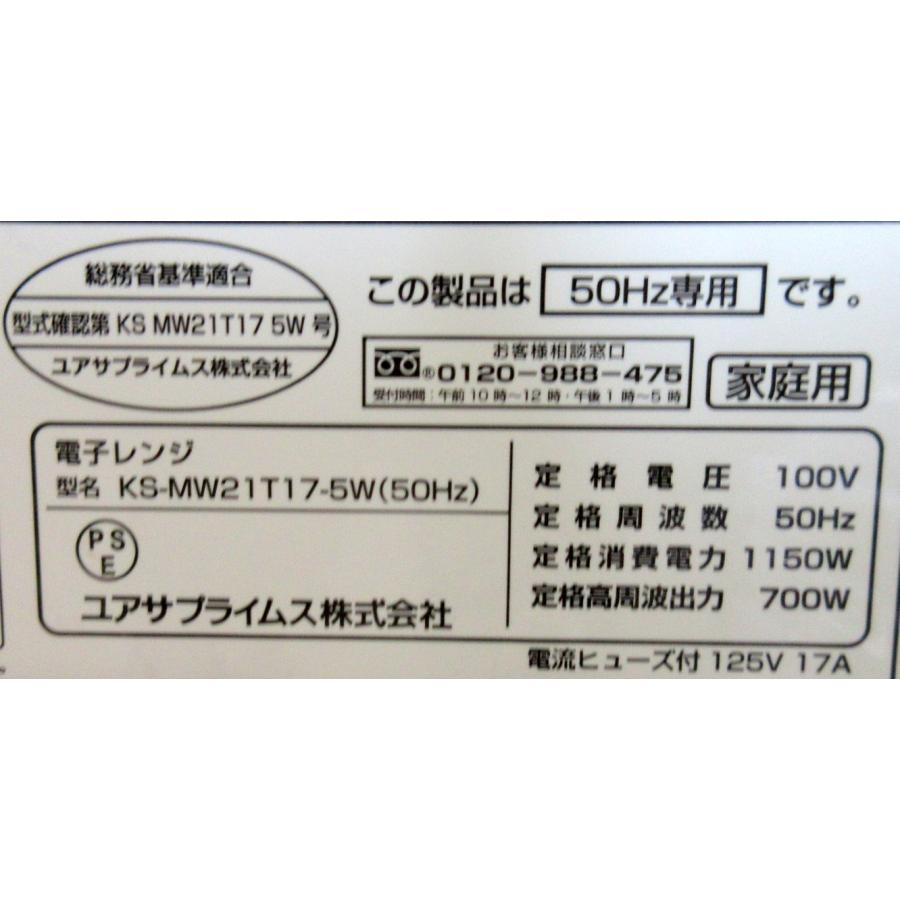 総務省基準適合
型式確認第 KS MW21T17 5W 号
ユアサプライムス株式会社
この製品は 50Hz専用 です。
お客様相談窓口
®0120-988-475
受付時間：午前10時～12時・午後1時～5時
家庭用
電子レンジ
型名 KS-MW21T17-5W(50Hz)
PS
E
ユアサプライムス株式会社
定格電圧 100V
定格周波数 50Hz
定格消費電力 1150W
定格高周波出力 700W
電流ヒューズ付 125V 17A